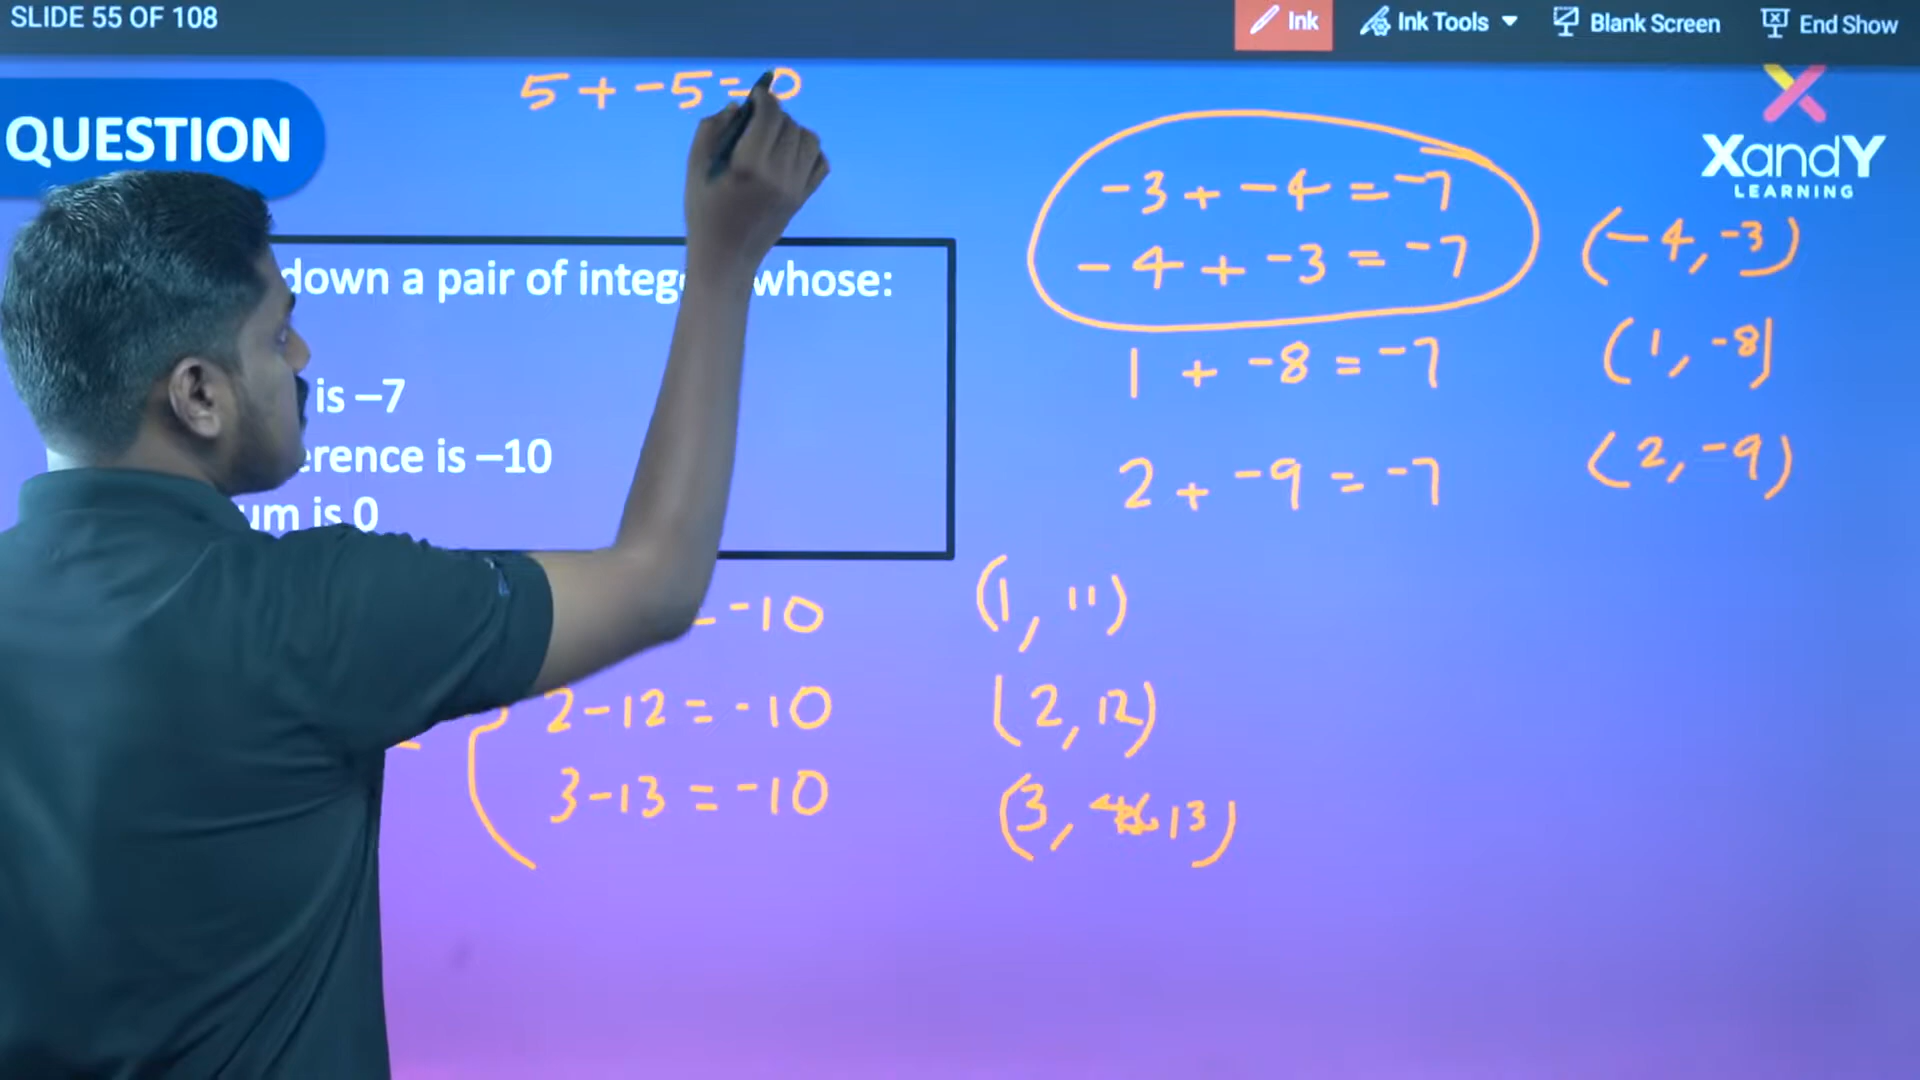 SLIDE 55 OF 108
Ink
Ink Tools
Blank Screen
End Show
5 + -5 = 0
QUESTION
XandY
LEARNING
down a pair of integ whose:
is –7
erence is –10
um is 0
-3 + -4 = -7
-4 + -3 = -7
1 + -8 = -7
2 + -9 = -7
(-4, -3)
(1, -8)
(2, -9)
-10
2-12 = -10
3-13 = -10
(1, 11)
(2, 12)
(3, 13)